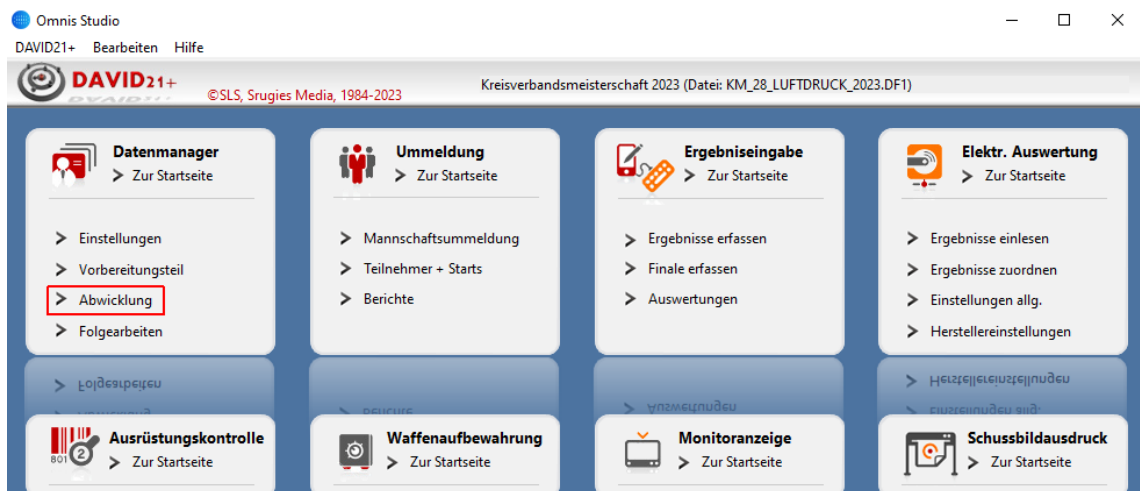 Omnis Studio
DAVID21+ Bearbeiten Hilfe
DAVID21+
©SLS, Srugies Media, 1984-2023
Kreisverbandsmeisterschaft 2023 (Datei: KM_28_LUFTDRUCK_2023.DF1)
Datenmanager
> Zur Startseite
> Einstellungen
> Vorbereitungsteil
> Abwicklung
> Folgearbeiten
Ummeldung
> Zur Startseite
> Mannschaftsummeldung
> Teilnehmer + Starts
> Berichte
Ergebniseingabe
> Zur Startseite
> Ergebnisse erfassen
> Finale erfassen
> Auswertungen
Elektr. Auswertung
> Zur Startseite
> Ergebnisse einlesen
> Ergebnisse zuordnen
> Einstellungen allg.
> Herstellereinstellungen
801 2
Ausrüstungskontrolle
> Zur Startseite
Waffenaufbewahrung
> Zur Startseite
Monitoranzeige
> Zur Startseite
Schussbildausdruck
> Zur Startseite